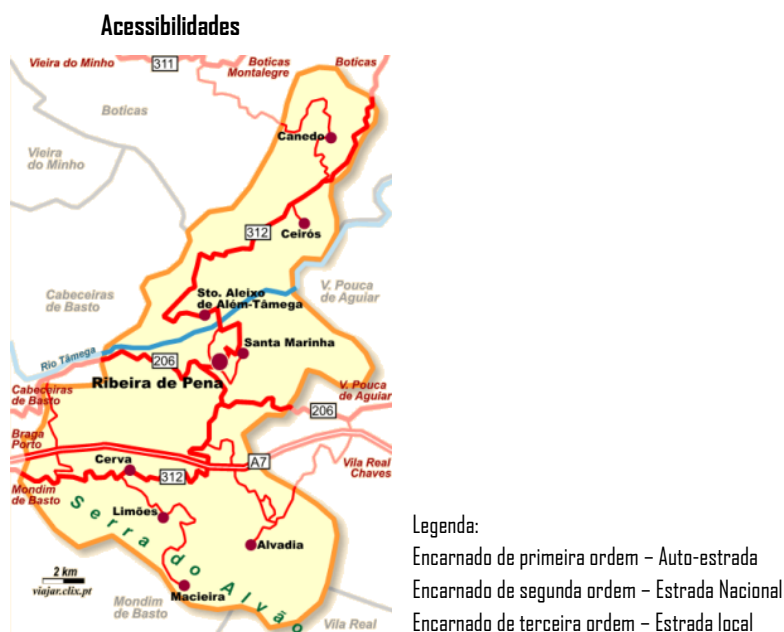 Acessibilidades
Vieira do Minho
311
Boticas
Montalegre
Boticas
Boticas
Canedo
Vieira
do Minho
312
Ceirós
Cabeceiras
de Basto
Sto. Aleixo
de Além-Tâmega
V. Pouca
de Aguiar
Rio Tâmega
206
Santa Marinha
Ribeira de Pena
Cabeceiras
de Basto
V. Pouca
de Aguiar
206
Braga
Porto
Cerva
A7
312
Vila Real
Chaves
Mondim
de Basto
Limões
Serra do Alvão
Alvadia
2 km
viajar.clix.pt
Macieira
Mondim
de Basto
Vila Real
Legenda:
Encarnado de primeira ordem – Auto-estrada
Encarnado de segunda ordem – Estrada Nacional
Encarnado de terceira ordem – Estrada local